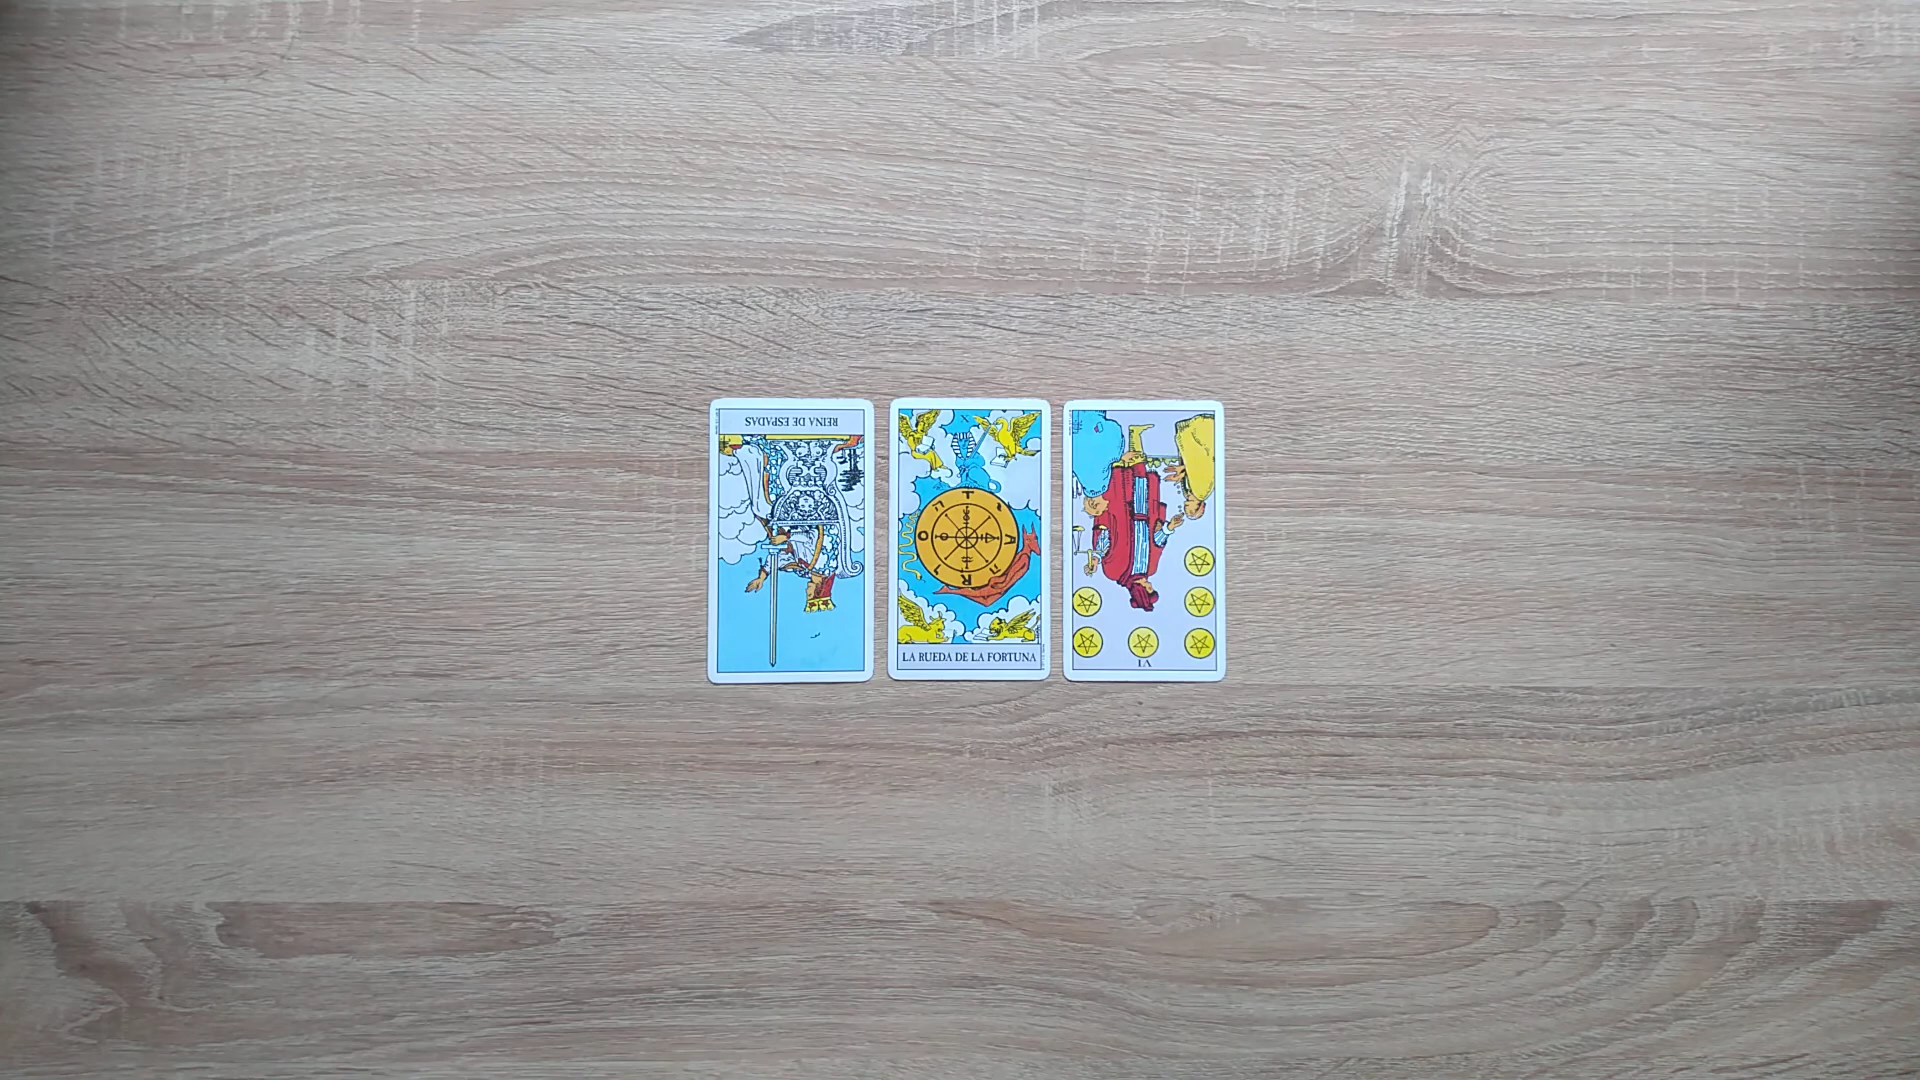 REINA DE ESPADAS
X
T
A
R
O
LA RUEDA DE LA FORTUNA
VI